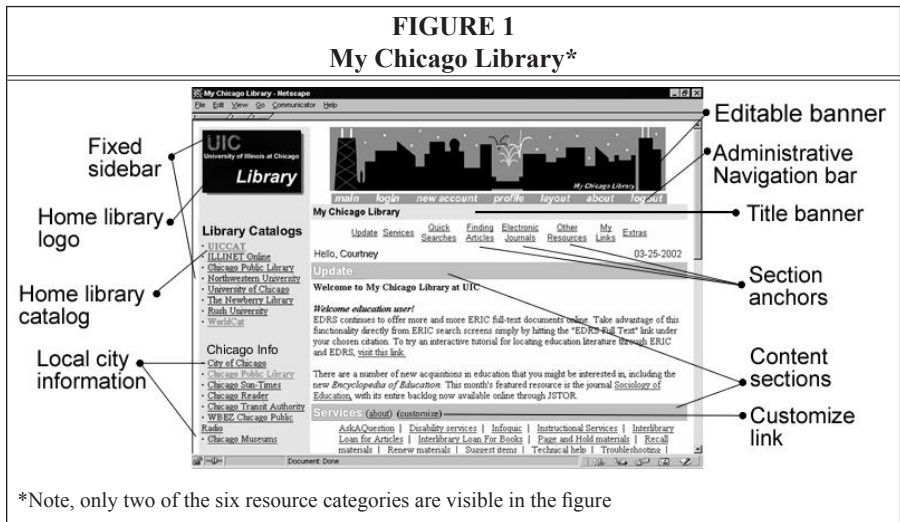 FIGURE 1
My Chicago Library*
My Chicago Library - Netscape
File Edit View Go Communicator Help
Fixed
sidebar
Home library
logo
Home library
catalog
Local city
information
UIC
University of Illinois at Chicago
Library
Library Catalogs
· UICCAT
· ILLINET Online
· Chicago Public Library
· Northwestern University
· University of Chicago
· The Newberry Library
· Rush University
· WorldCat
Chicago Info
· City of Chicago
· Chicago Public Library
· Chicago Sun-Times
· Chicago Reader
· Chicago Transit Authority
· WBEZ Chicago Public
Radio
· Chicago Museums
My Chicago Library
main login new account profile layout about logout
My Chicago Library
Update Services Quick Searches Finding Articles Electronic Journals Other Resources My Links Extras
Hello, Courtney 03-25-2002
Update
Welcome to My Chicago Library at UIC
Welcome education user!
EDRS continues to offer more and more ERIC full-text documents online. Take advantage of this
functionality directly from ERIC search screens simply by hitting the "EDRS Full Text" link under
your chosen citation. To try an interactive tutorial for locating education literature through ERIC
and EDRS, visit this link.
There are a number of new acquisitions in education that you might be interested in, including the
new Encyclopedia of Education. This month's featured resource is the journal Sociology of
Education, with its entire backlog now available online through JSTOR.
Services (about) (customize)
AskAQuestion | Disability services | Infoquic | Instructional Services | Interlibrary
Loan for Articles | Interlibrary Loan For Books | Page and Hold materials | Recall
materials | Renew materials | Suggest items | Technical help | Troubleshooting |
Document: Done
Editable banner
Administrative
Navigation bar
Title banner
Section
anchors
Content
sections
Customize
link
*Note, only two of the six resource categories are visible in the figure